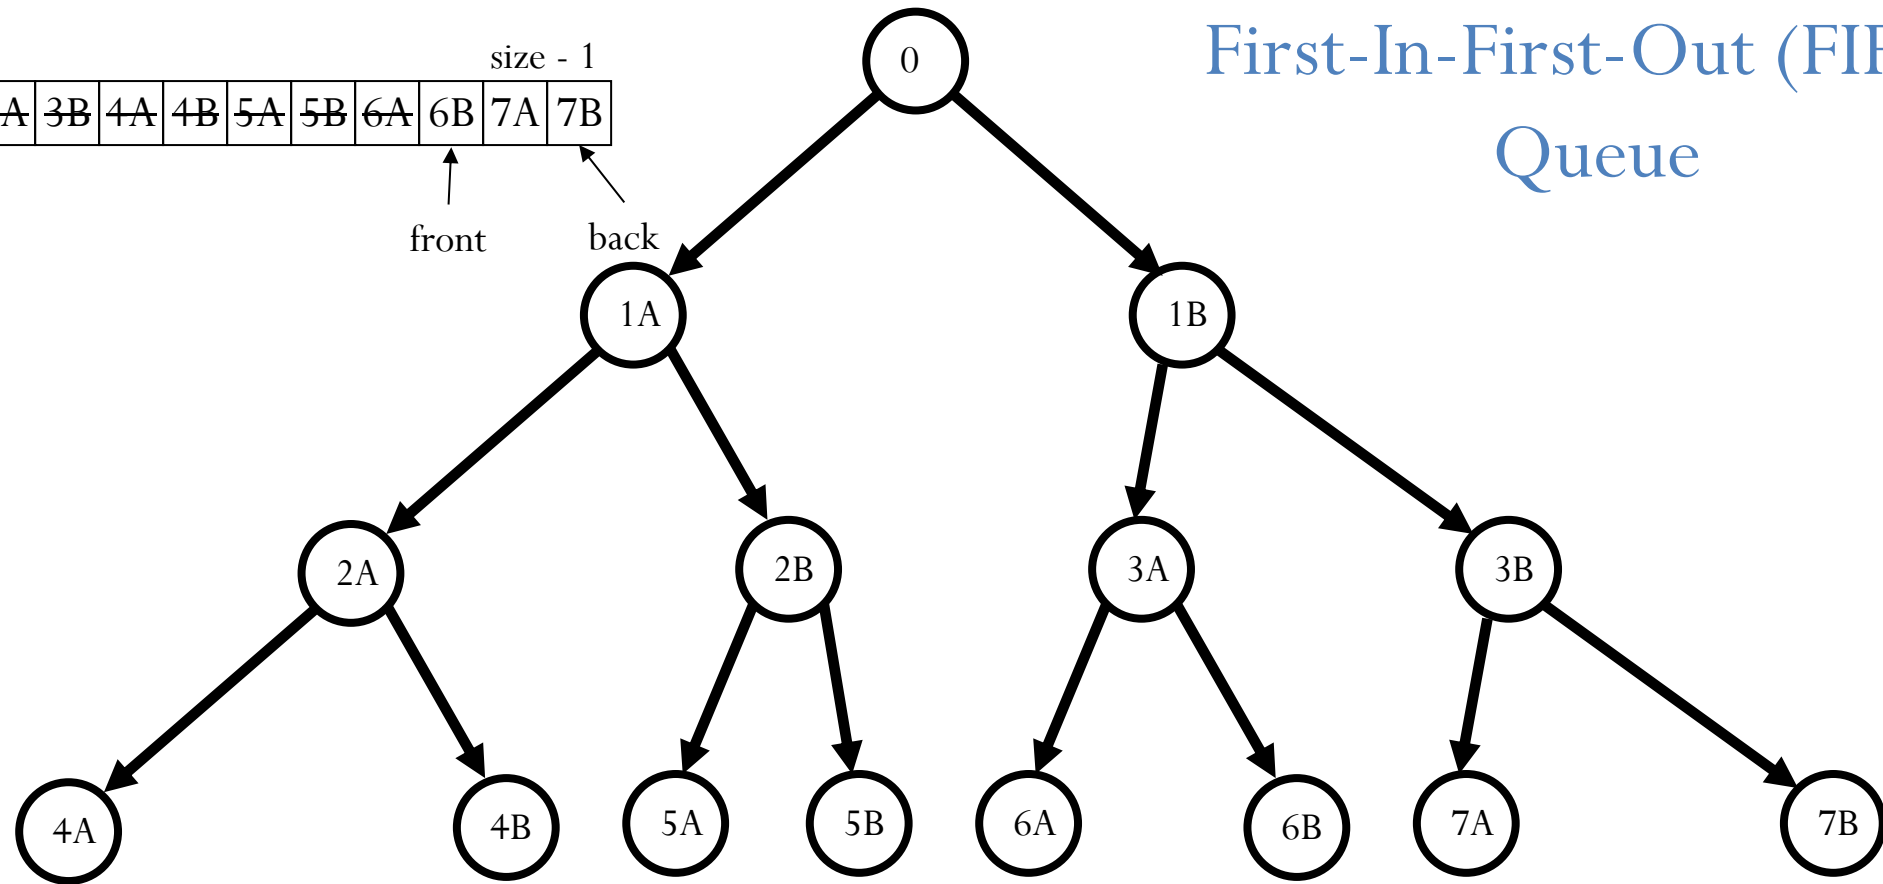 First-In-First-Out (FIF
Queue
size - 1
A 3B 4A 4B 5A 5B 6A 6B 7A 7B
front
back
0
1A 1B
2A 2B 3A 3B
4A 4B 5A 5B 6A 6B 7A 7B